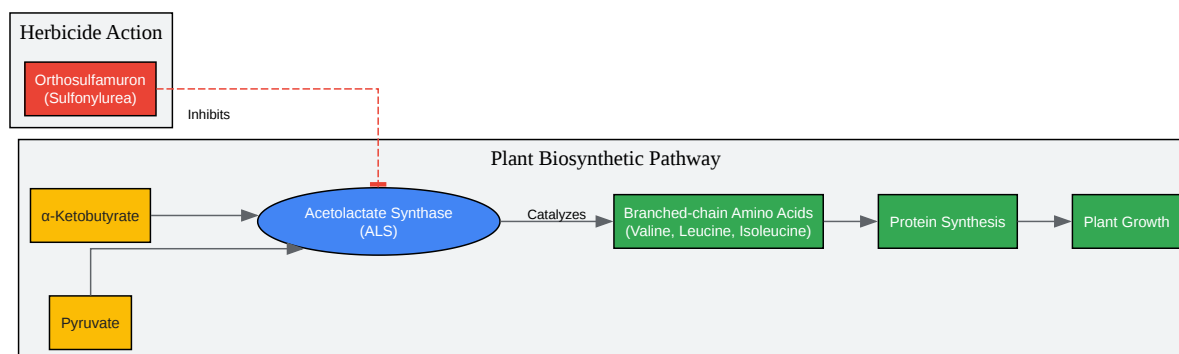 Herbicide Action
Orthosulfamuron
(Sulfonylurea)
Inhibits
Plant Biosynthetic Pathway
α-Ketobutyrate
Acetolactate Synthase
(ALS)
Catalyzes
Branched-chain Amino Acids
(Valine, Leucine, Isoleucine)
Protein Synthesis
Plant Growth
Pyruvate